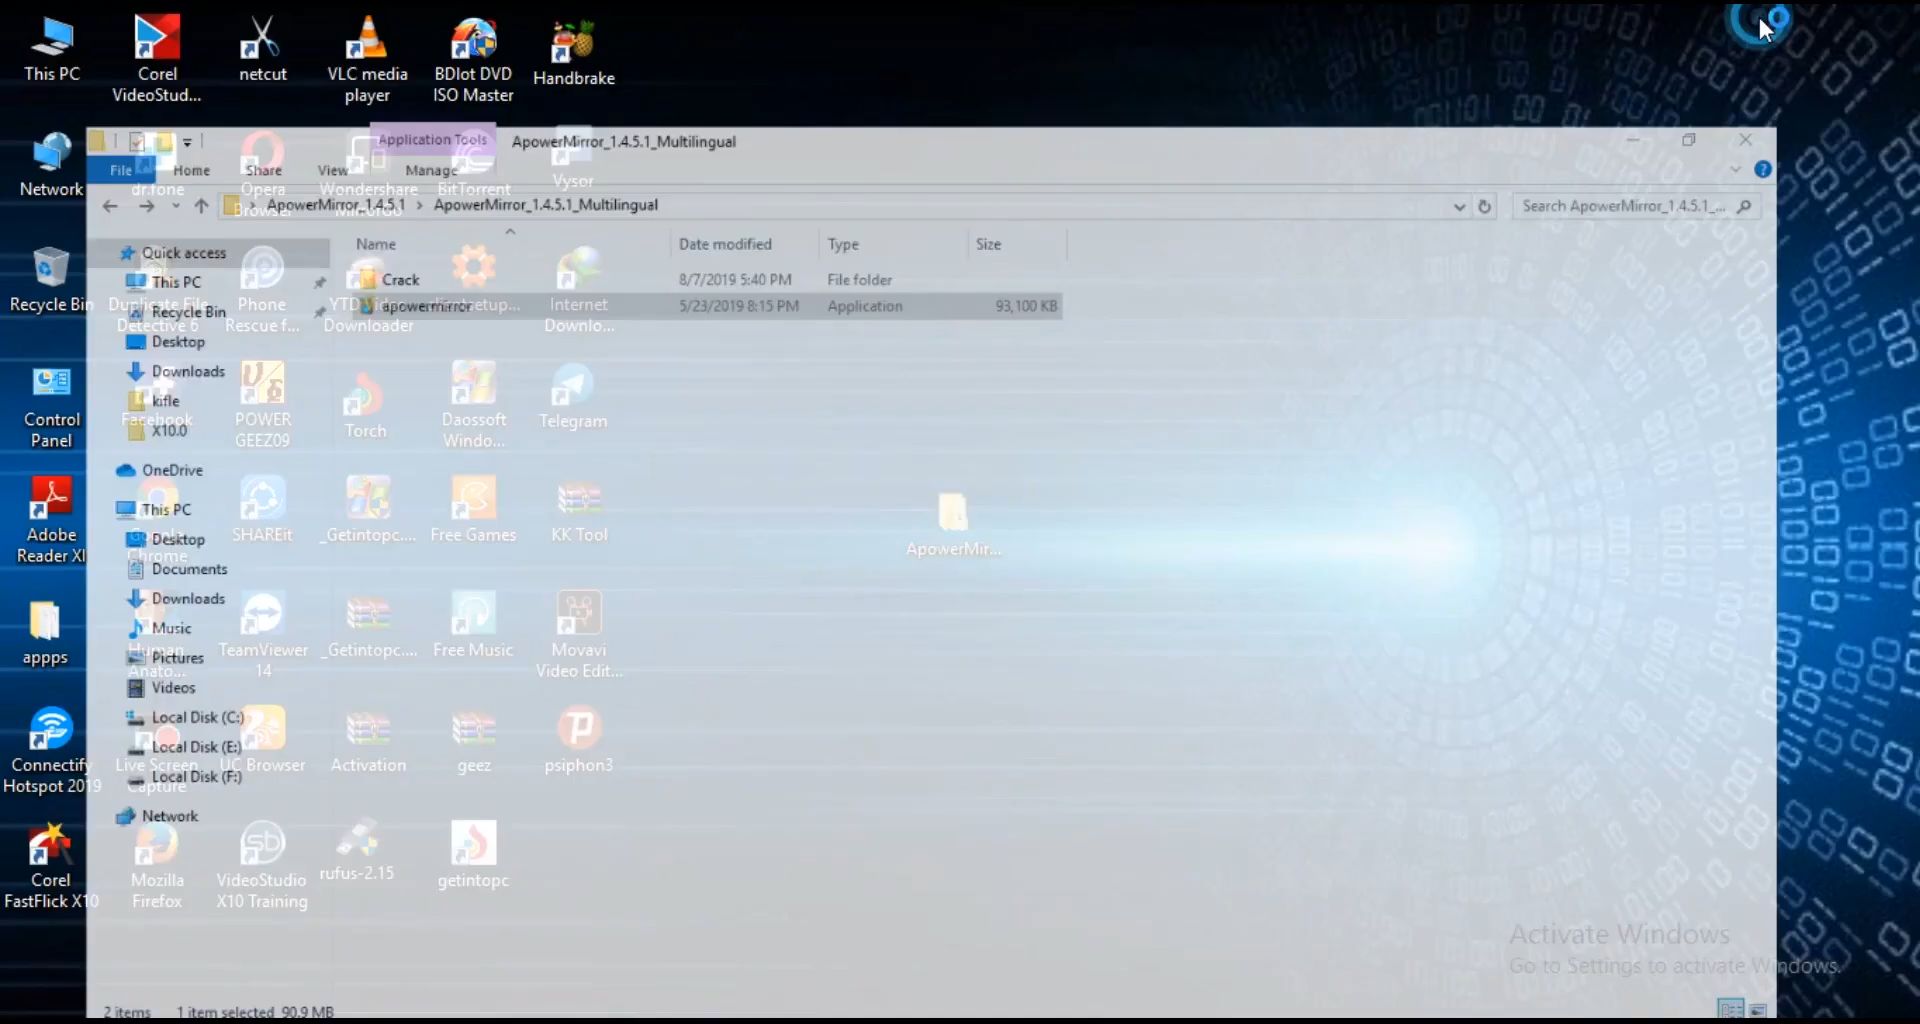 This PC
Corel
VideoStud...
netcut
VLC media
player
BDlot DVD
ISO Master
Handbrake
Application Tools
ApowerMirror_1.4.5.1_Multilingual
File
Home
Share
View
Manage
Network
dr.fone
Opera
Browser
Wondershare
MirrorGo
BitTorrent
Vysor
ApowerMirror_1.4.5.1
ApowerMirror_1.4.5.1_Multilingual
Search ApowerMirror_1.4.5.1_...
Name
Date modified
Type
Size
Crack
8/7/2019 5:40 PM
File folder
apowermirror
5/23/2019 8:15 PM
Application
93,100 KB
Quick access
This PC
Recycle Bin
Desktop
Downloads
kifle
X10.0
OneDrive
This PC
Desktop
Documents
Downloads
Music
Pictures
Videos
Local Disk (C:)
Local Disk (E:)
Local Disk (F:)
Network
Recycle Bin
Duplicate File
Detective 6
Phone
Rescue f...
YTD Video
Downloader
Internet
Downlo...
Control
Panel
Facebook
POWER
GEEZ09
Torch
Daossoft
Windo...
Telegram
Adobe
Reader XI
Google
Chrome
SHAREit
_Getintopc....
Free Games
KK Tool
ApowerMir...
appps
Human
Anato...
TeamViewer
14
_Getintopc....
Free Music
Movavi
Video Edit...
Connectify
Hotspot 2019
Live Screen
Capture
UC Browser
Activation
geez
psiphon3
Corel
FastFlick X10
Mozilla
Firefox
VideoStudio
X10 Training
rufus-2.15
getintopc
Activate Windows
Go to Settings to activate Windows.
2 items
1 item selected 90.9 MB